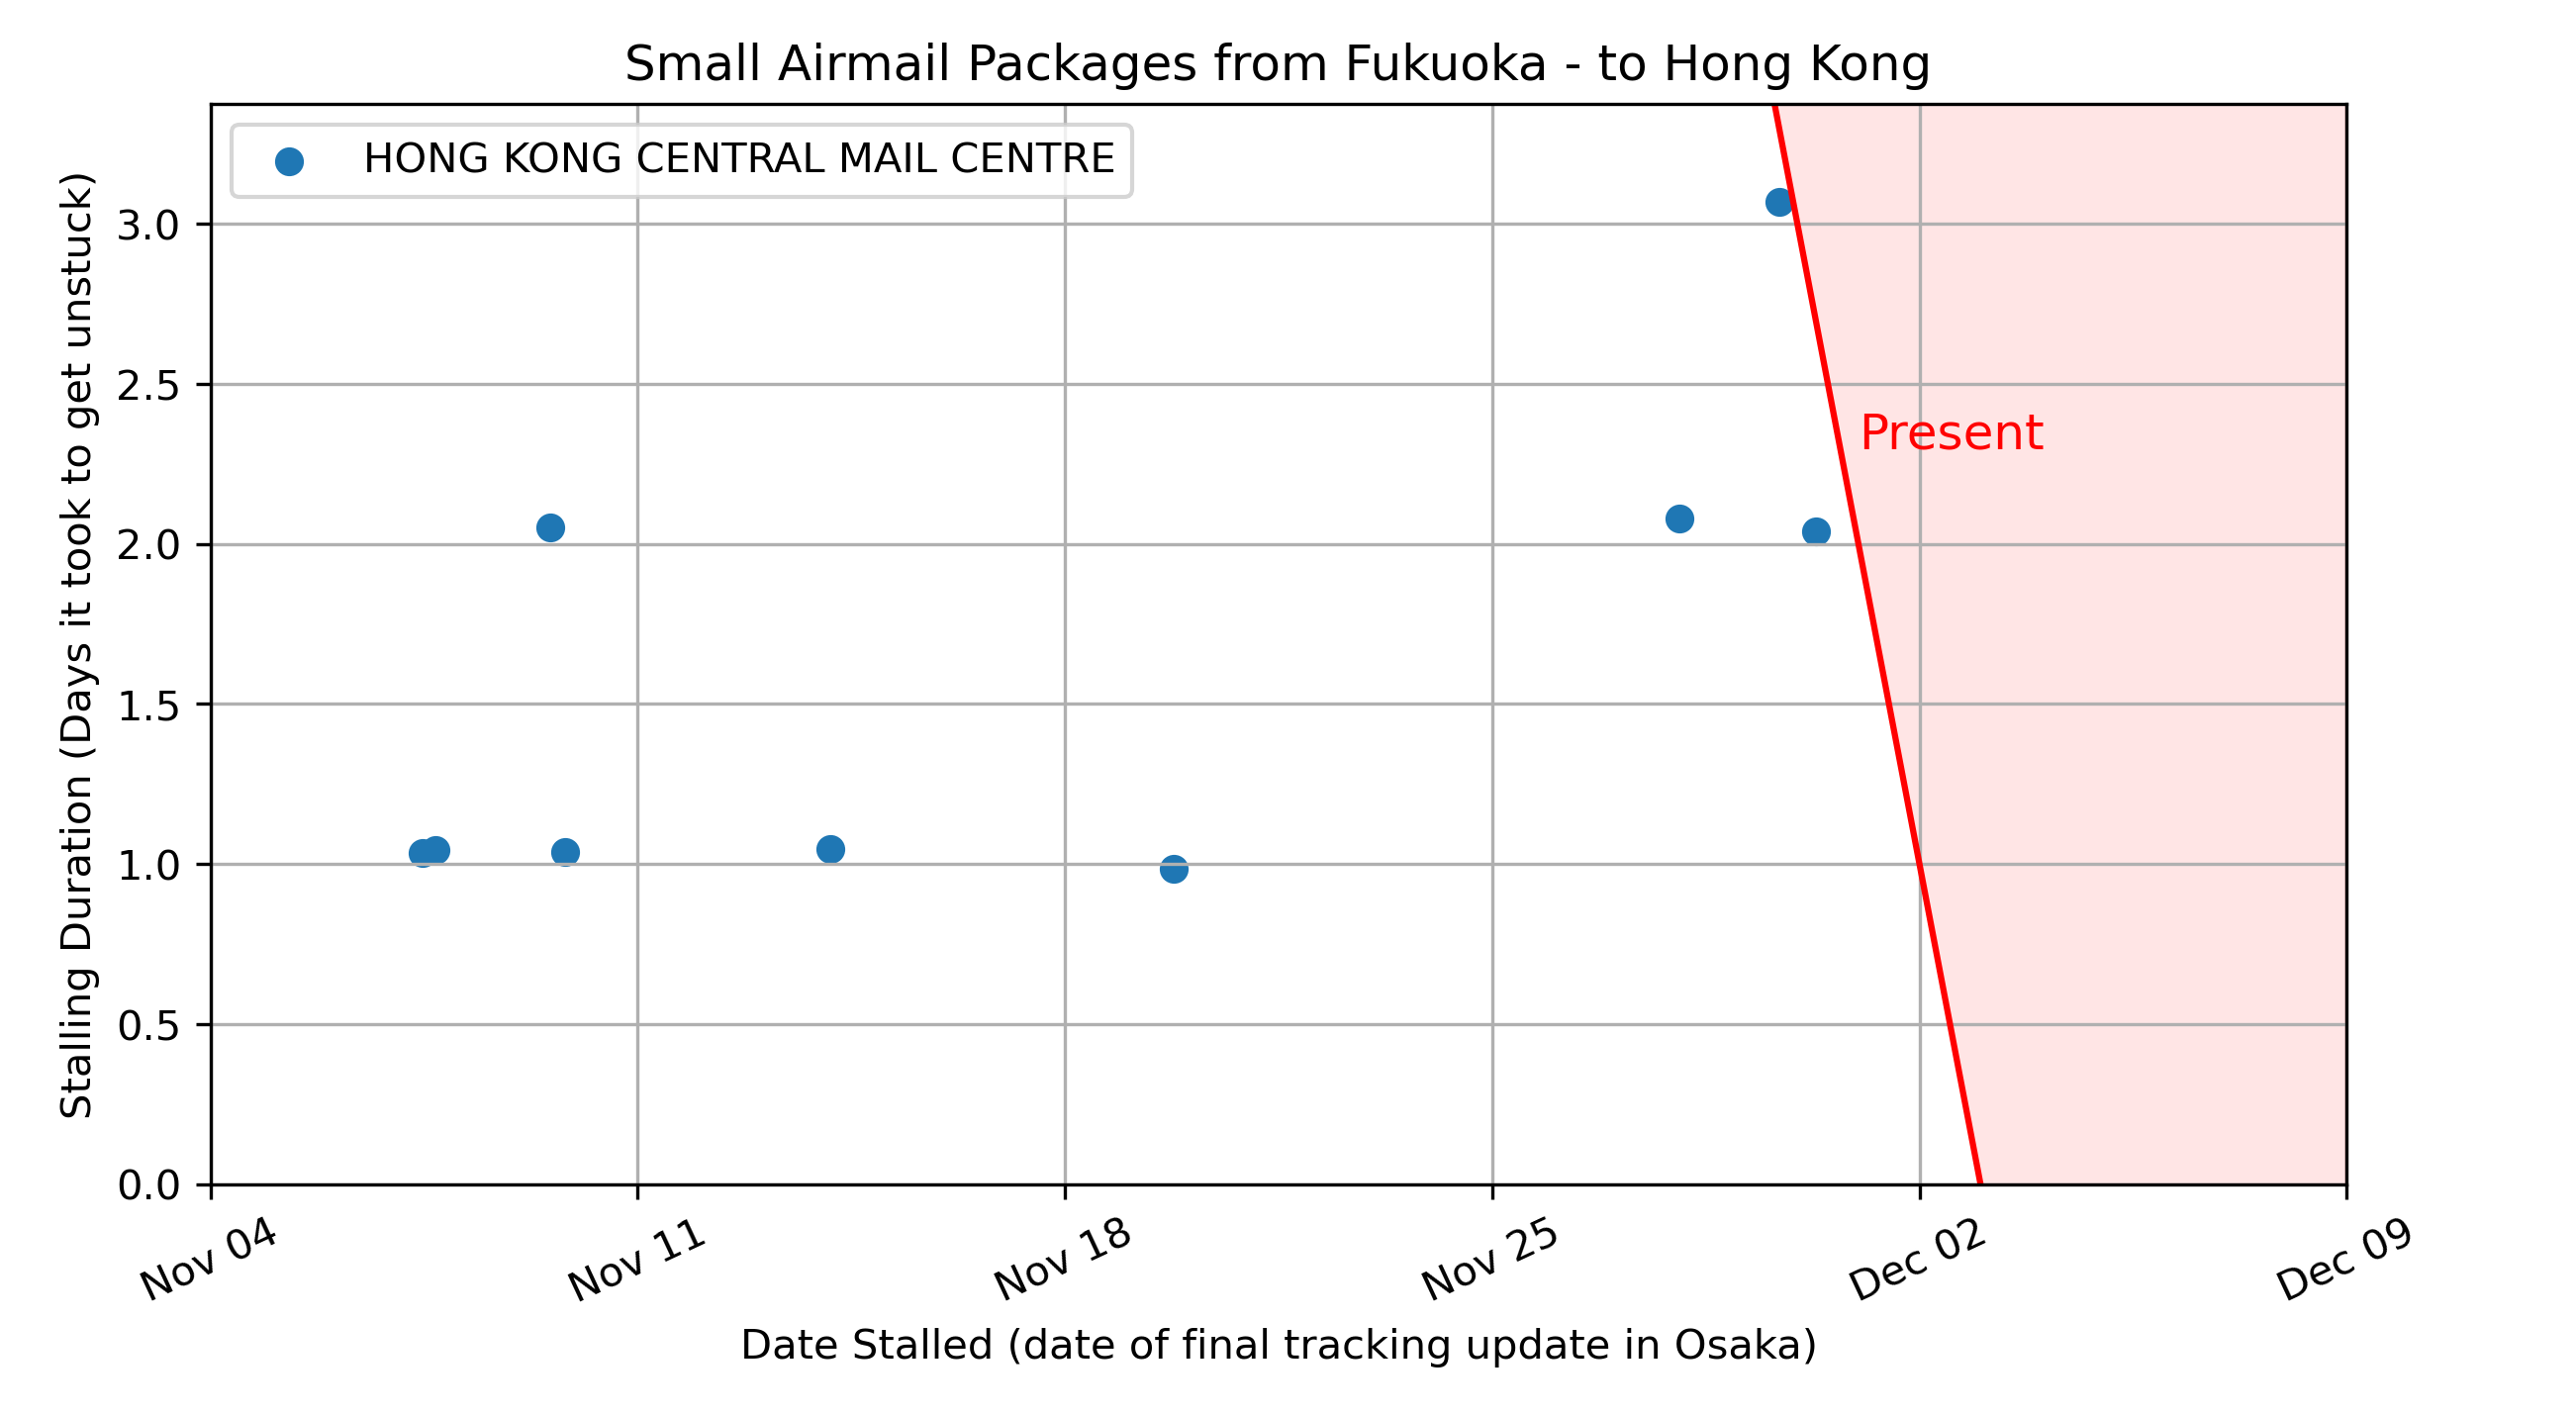 Small Airmail Packages from Fukuoka - to Hong Kong
HONG KONG CENTRAL MAIL CENTRE
Stalling Duration (Days it took to get unstuck)
3.0
2.5
2.0
1.5
1.0
0.5
0.0
Present
Nov 04
Nov 11
Nov 18
Nov 25
Dec 02
Dec 09
Date Stalled (date of final tracking update in Osaka)